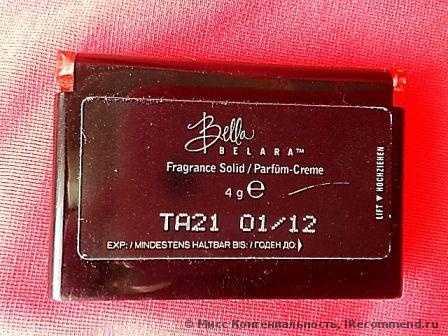 Bella
BELARA™
Fragrance Solid / Parfüm-Creme
4 g ℮
TA21 01/12
EXP: / MINDESTENS HALTBAR BIS: / ГОДЕН ДО:
LIFT ▼ HOCHZIEHEN
© Мисс Конгениальность, IRecommend.ru